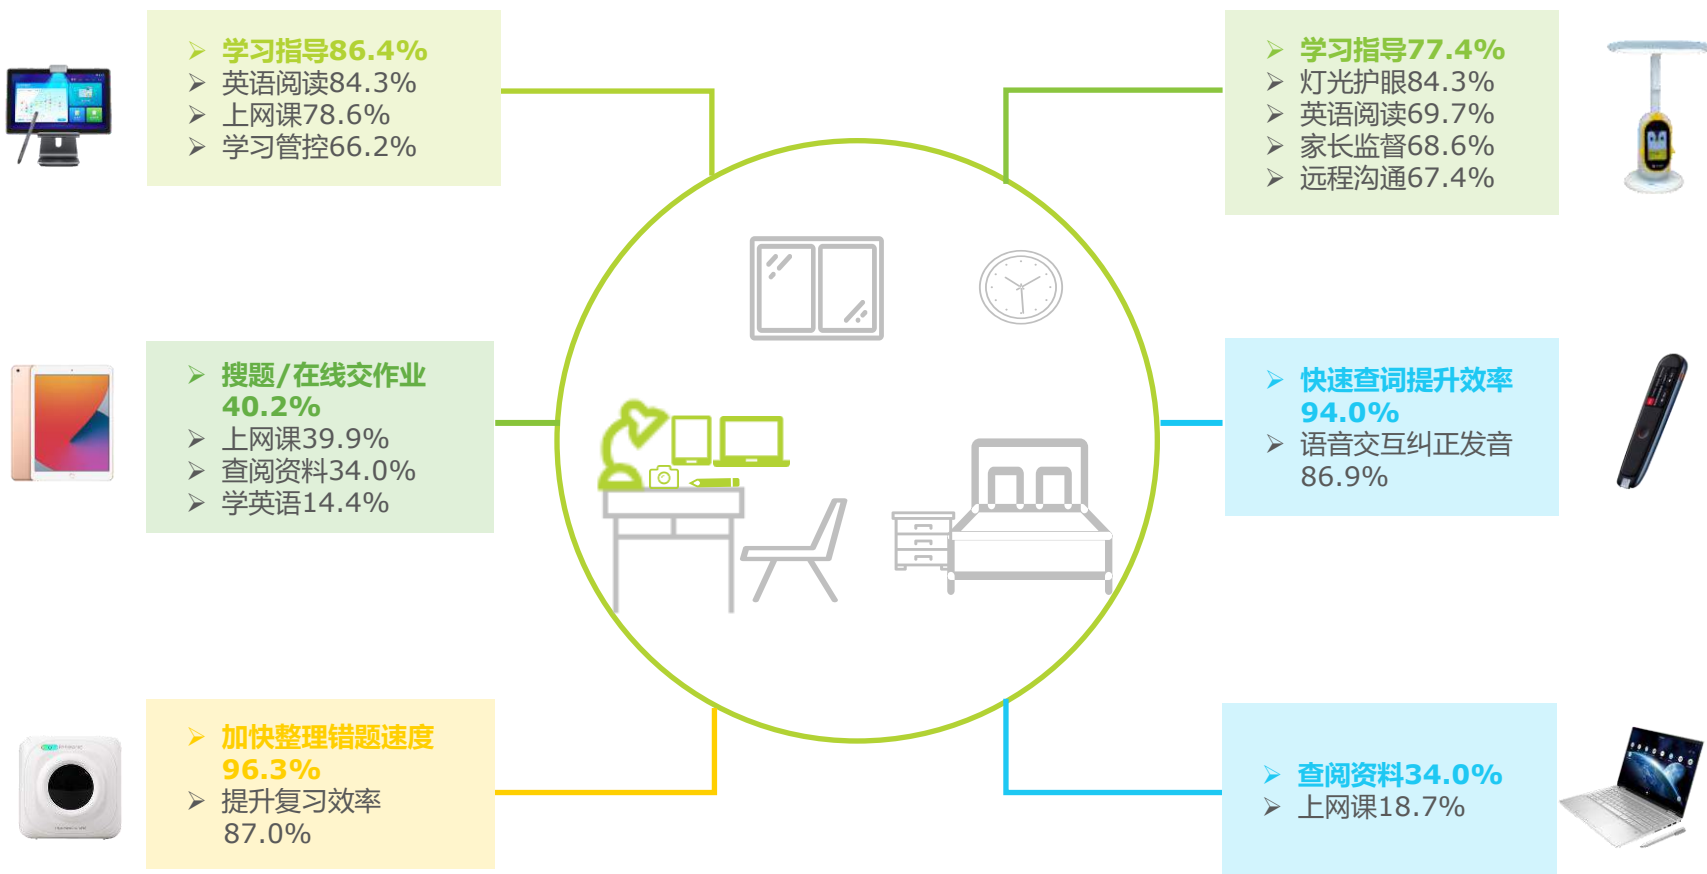 学习指导86.4%
英语阅读84.3%
上网课78.6%
学习管控66.2%
学习指导77.4%
灯光护眼84.3%
英语阅读69.7%
家长监督68.6%
远程沟通67.4%
搜题/在线交作业
40.2%
上网课39.9%
查阅资料34.0%
学英语14.4%
快速查词提升效率
94.0%
语音交互纠正发音
86.9%
加快整理错题速度
96.3%
提升复习效率
87.0%
查阅资料34.0%
上网课18.7%